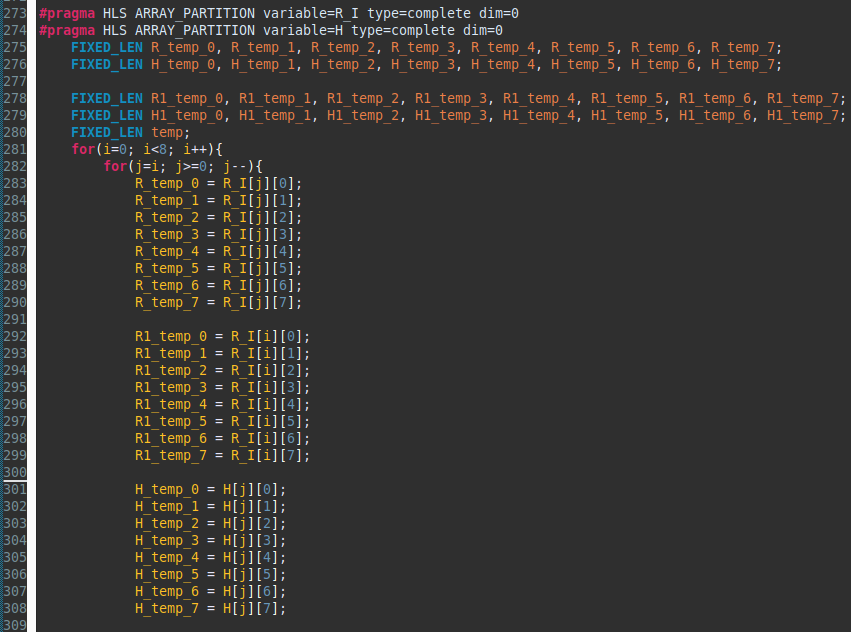 273 #pragma HLS ARRAY_PARTITION variable=R_I type=complete dim=0
274 #pragma HLS ARRAY_PARTITION variable=H type=complete dim=0
275     FIXED_LEN R_temp_0, R_temp_1, R_temp_2, R_temp_3, R_temp_4, R_temp_5, R_temp_6, R_temp_7;
276     FIXED_LEN H_temp_0, H_temp_1, H_temp_2, H_temp_3, H_temp_4, H_temp_5, H_temp_6, H_temp_7;
277
278     FIXED_LEN R1_temp_0, R1_temp_1, R1_temp_2, R1_temp_3, R1_temp_4, R1_temp_5, R1_temp_6, R1_temp_7;
279     FIXED_LEN H1_temp_0, H1_temp_1, H1_temp_2, H1_temp_3, H1_temp_4, H1_temp_5, H1_temp_6, H1_temp_7;
280     FIXED_LEN temp;
281     for(i=0; i<8; i++){
282         for(j=i; j>=0; j--){
283             R_temp_0 = R_I[j][0];
284             R_temp_1 = R_I[j][1];
285             R_temp_2 = R_I[j][2];
286             R_temp_3 = R_I[j][3];
287             R_temp_4 = R_I[j][4];
288             R_temp_5 = R_I[j][5];
289             R_temp_6 = R_I[j][6];
290             R_temp_7 = R_I[j][7];
291
292             R1_temp_0 = R_I[i][0];
293             R1_temp_1 = R_I[i][1];
294             R1_temp_2 = R_I[i][2];
295             R1_temp_3 = R_I[i][3];
296             R1_temp_4 = R_I[i][4];
297             R1_temp_5 = R_I[i][5];
298             R1_temp_6 = R_I[i][6];
299             R1_temp_7 = R_I[i][7];
300
301             H_temp_0 = H[j][0];
302             H_temp_1 = H[j][1];
303             H_temp_2 = H[j][2];
304             H_temp_3 = H[j][3];
305             H_temp_4 = H[j][4];
306             H_temp_5 = H[j][5];
307             H_temp_6 = H[j][6];
308             H_temp_7 = H[j][7];
309